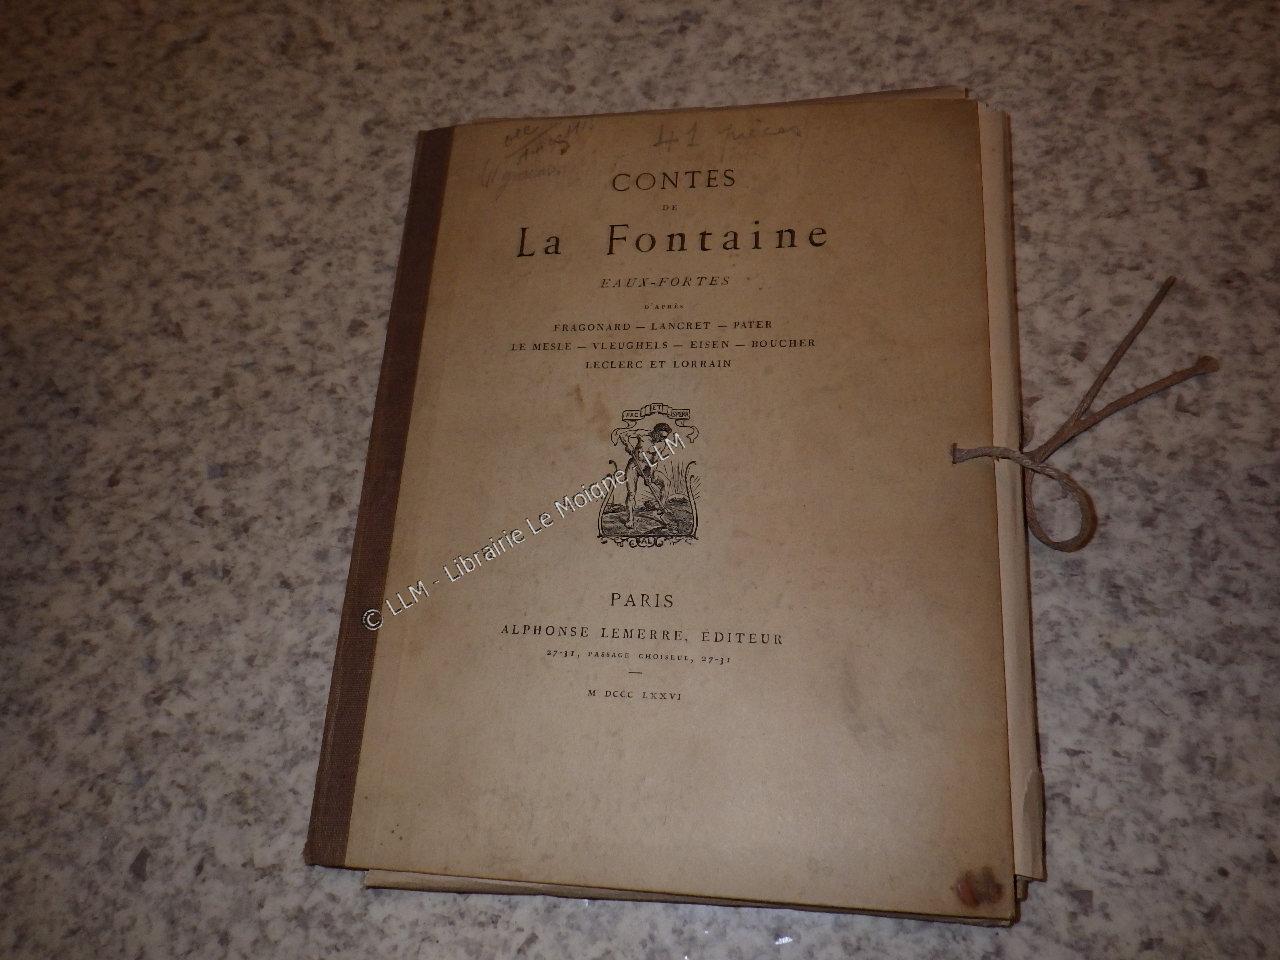 41 pièces
CONTES
DE
La Fontaine
EAUX-FORTES
D'APRÈS
FRAGONARD — LANCRET — PATER
LE MESLE — VLEUGHELS — EISEN — BOUCHER
LECLERC ET LORRAIN
FAC ET SPERA
AL
© LLM - Librairie Le Moigne - LLM
PARIS
ALPHONSE LEMERRE, ÉDITEUR
27-31, PASSAGE CHOISEUL, 27-31
M DCCC LXXVI